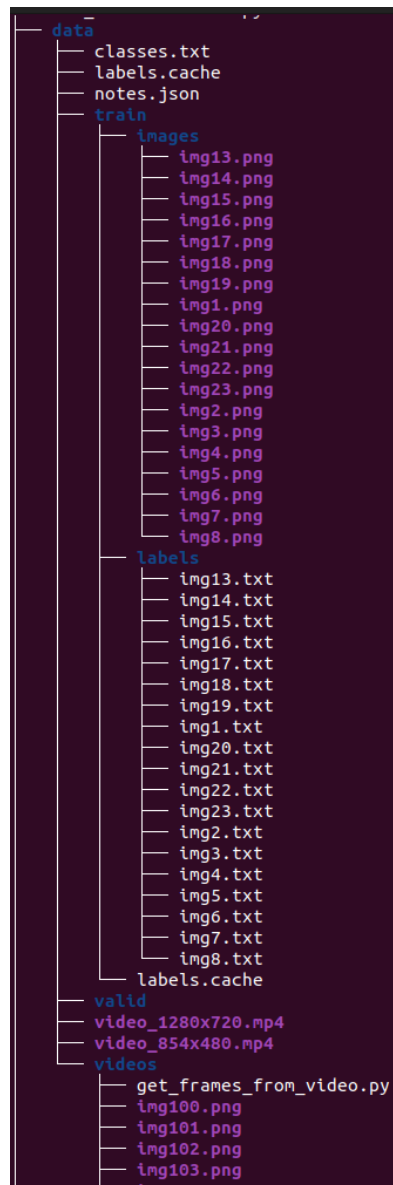 data
classes.txt
labels.cache
notes.json
train
images
img13.png
img14.png
img15.png
img16.png
img17.png
img18.png
img19.png
img1.png
img20.png
img21.png
img22.png
img23.png
img2.png
img3.png
img4.png
img5.png
img6.png
img7.png
img8.png
labels
img13.txt
img14.txt
img15.txt
img16.txt
img17.txt
img18.txt
img19.txt
img1.txt
img20.txt
img21.txt
img22.txt
img23.txt
img2.txt
img3.txt
img4.txt
img5.txt
img6.txt
img7.txt
img8.txt
labels.cache
valid
video_1280x720.mp4
video_854x480.mp4
videos
get_frames_from_video.py
img100.png
img101.png
img102.png
img103.png